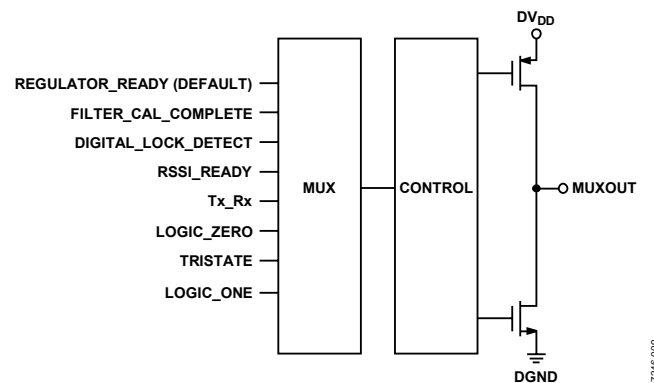 DVDD
REGULATOR_READY (DEFAULT)
FILTER_CAL_COMPLETE
DIGITAL_LOCK_DETECT
RSSI_READY
Tx_Rx
LOGIC_ZERO
TRISTATE
LOGIC_ONE
MUX
CONTROL
MUXOUT
DGND